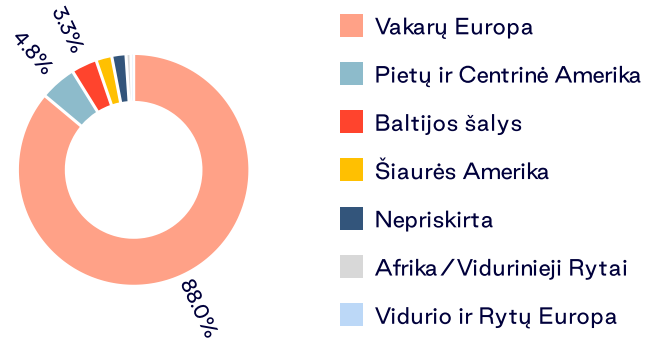 3.3%
4.8%
88.0%
Vakarų Europa
Pietų ir Centrinė Amerika
Baltijos šalys
Šiaurės Amerika
Nepriskirta
Afrika/Vidurinieji Rytai
Vidurio ir Rytų Europa